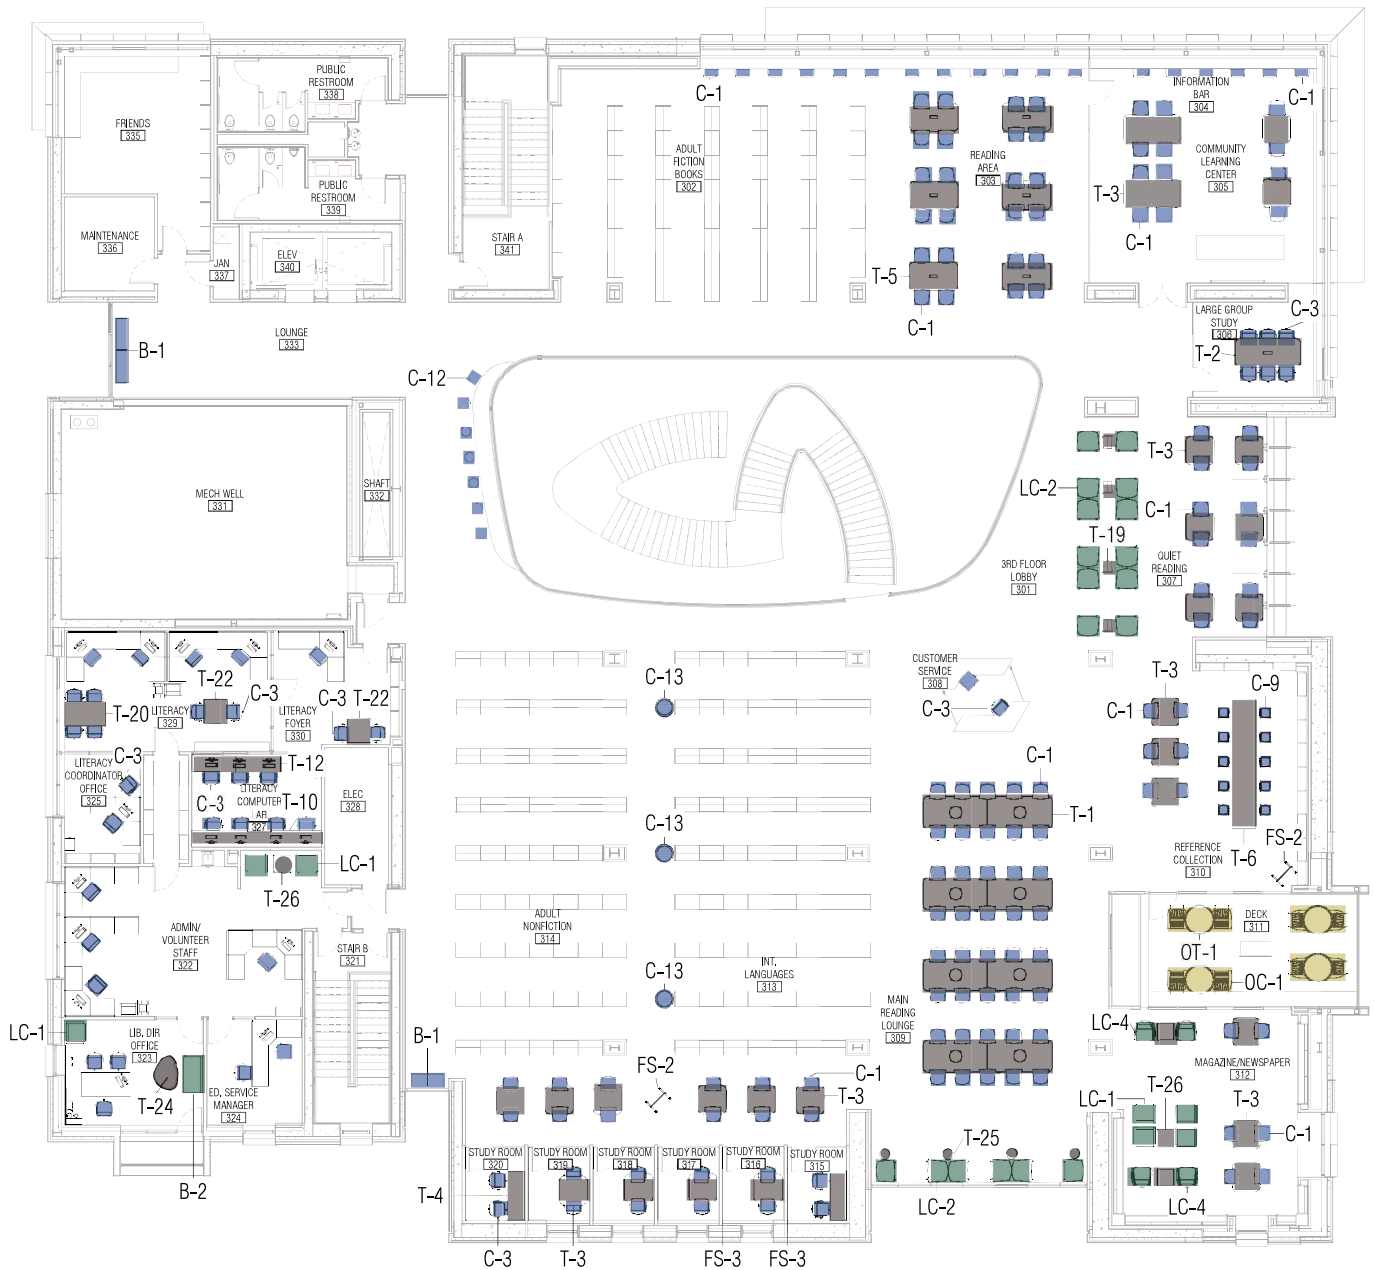 PUBLIC
RESTROOM
338
FRIENDS
335
PUBLIC
RESTROOM
339
MAINTENANCE
336
JAN
337
ELEV
340
STAIR A
341
C-1
ADULT
FICTION
BOOKS
302
READING
AREA
303
T-5
C-1
INFORMATION
BAR
304
C-1
COMMUNITY
LEARNING
CENTER
305
T-3
C-1
LARGE GROUP
STUDY
306
C-3
T-2
LOUNGE
333
B-1
C-12
MECH WELL
331
SHAFT
332
T-3
LC-2
C-1
T-19
3RD FLOOR
LOBBY
301
QUIET
READING
307
CUSTOMER
SERVICE
308
C-3
C-13
T-3
C-9
C-1
T-22
C-3
C-3
T-22
T-20
LITERACY
329
LITERACY
FOYER
330
C-3
LITERACY
COORDINATOR
OFFICE
325
T-12
C-3
LITERACY
COMPUTER
LAB
327
T-10
ELEC
328
LC-1
T-26
C-13
C-1
T-1
REFERENCE
COLLECTION
310
T-6
FS-2
DECK
311
OT-1
OC-1
ADMIN/
VOLUNTEER
STAFF
322
STAIR B
321
ADULT
NONFICTION
314
C-13
INT.
LANGUAGES
313
MAIN
READING
LOUNGE
309
LC-1
LIB. DIR
OFFICE
323
T-24
ED. SERVICE
MANAGER
324
B-2
B-1
FS-2
C-1
T-3
LC-4
MAGAZINE/NEWSPAPER
312
LC-1
T-26
T-3
C-1
LC-4
STUDY ROOM
320
STUDY ROOM
319
STUDY ROOM
318
STUDY ROOM
317
STUDY ROOM
316
STUDY ROOM
315
T-4
C-3
T-3
FS-3
FS-3
T-25
LC-2